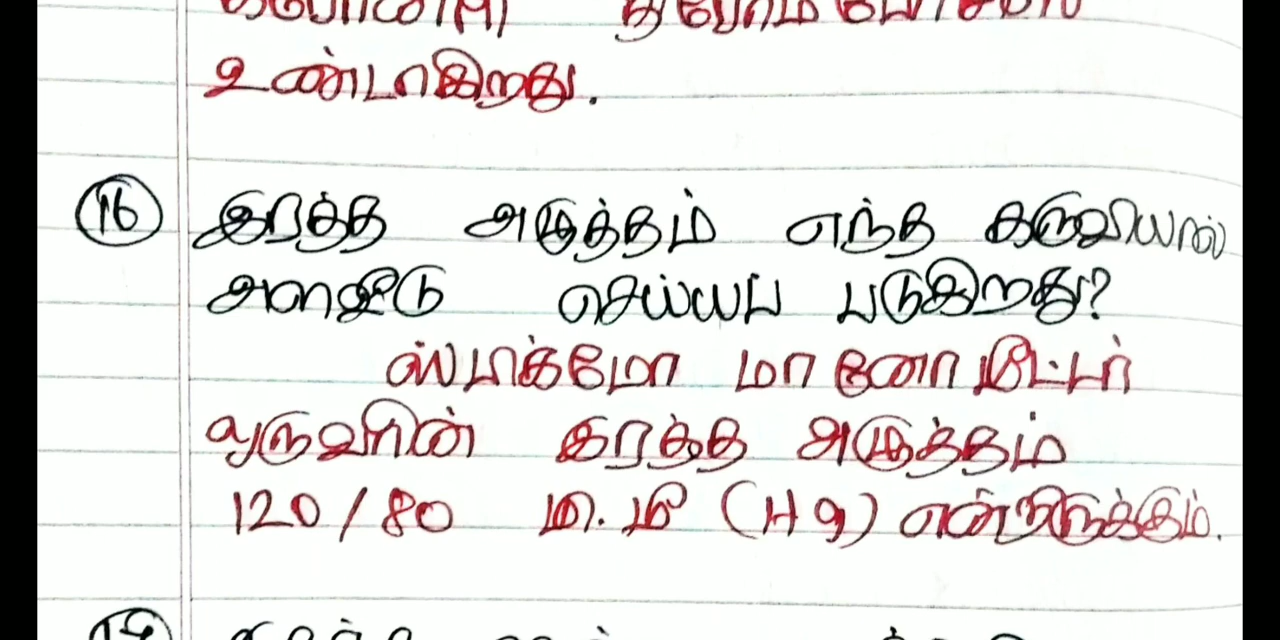 உண்டாகிறது.
16 இரத்த அழுத்தம் எந்த கருவியால்
அளவீடு செய்யப் படுகிறது?
ஸ்பிக்மோ மானோ மீட்டர்
ஒருவரின் இரத்த அழுத்தம்
120/80 மி.மீ (Hg) என்றிருக்கும்.